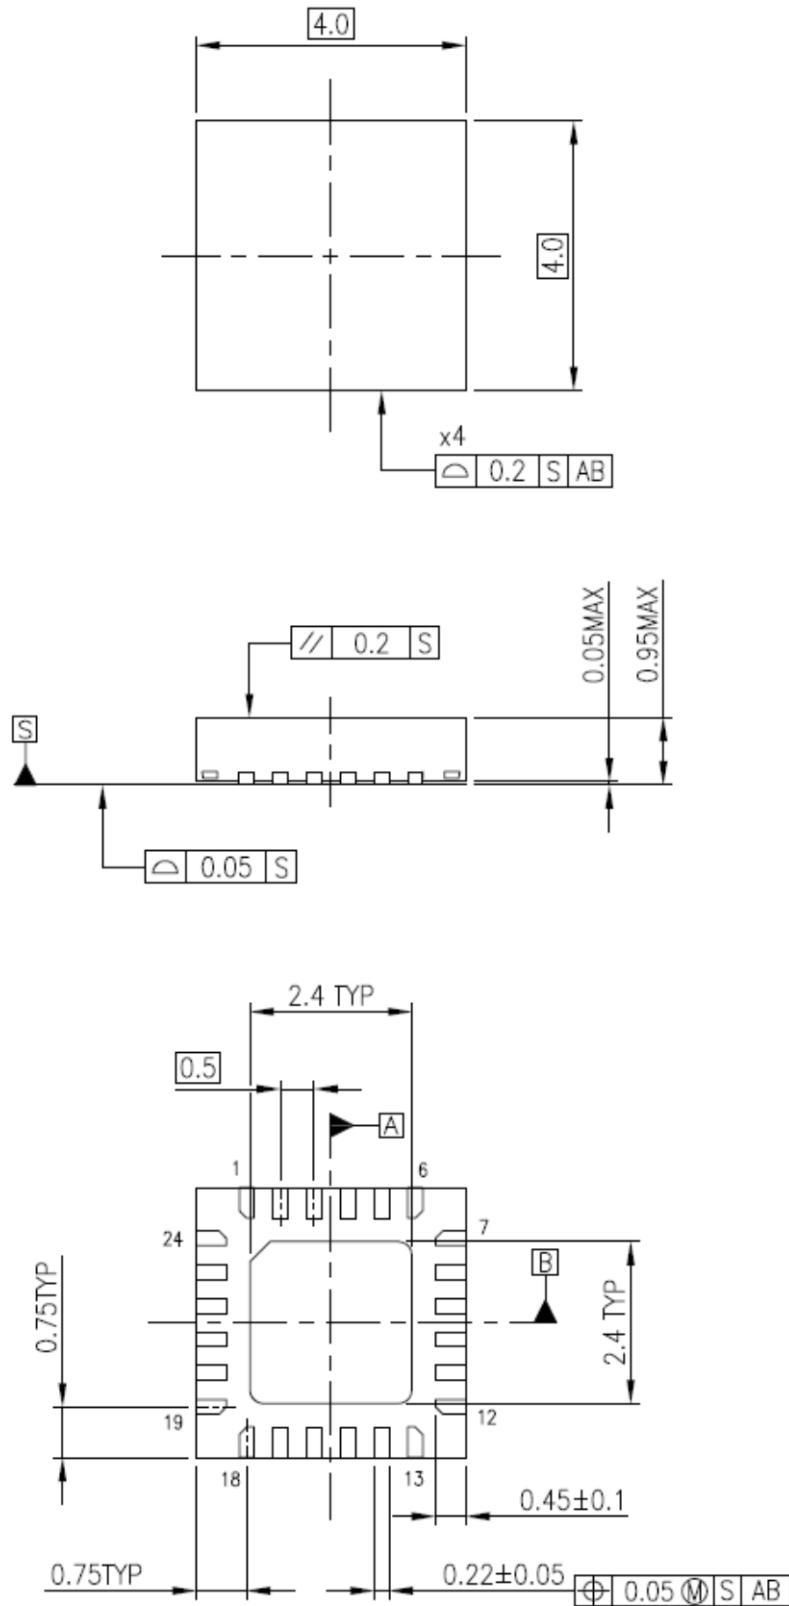 4.0
4.0
x4
⌓ 0.2 S AB
0.05MAX
0.95MAX
// 0.2 S
S
⌓ 0.05 S
2.4 TYP
0.5
A
1
6
24
7
B
0.75TYP
2.4 TYP
19
12
18
13
0.45±0.1
0.75TYP
0.22±0.05
⌖ 0.05 Ⓜ S AB